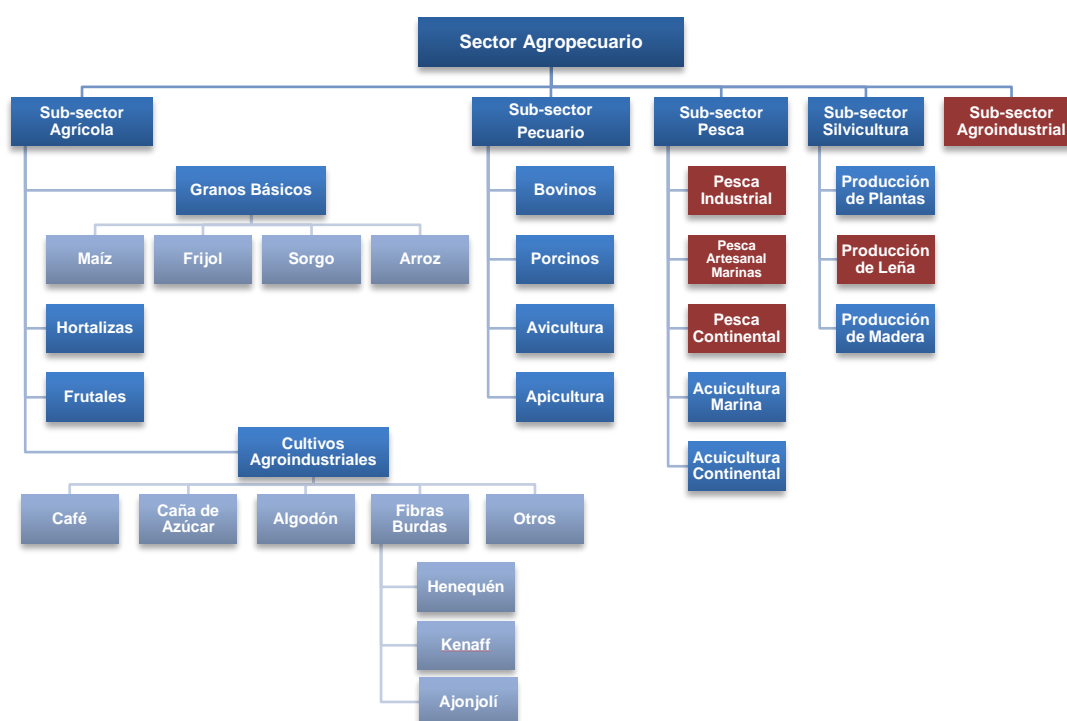 Sector Agropecuario
Sub-sector
Agrícola
Sub-sector
Pecuario
Sub-sector
Pesca
Sub-sector
Silvicultura
Sub-sector
Agroindustrial
Granos Básicos
Maíz
Frijol
Sorgo
Arroz
Hortalizas
Frutales
Cultivos
Agroindustriales
Café
Caña de
Azúcar
Algodón
Fibras
Burdas
Otros
Henequén
Kenaff
Ajonjolí
Bovinos
Porcinos
Avicultura
Apicultura
Pesca
Industrial
Pesca
Artesanal
Marinas
Pesca
Continental
Acuicultura
Marina
Acuicultura
Continental
Producción
de Plantas
Producción
de Leña
Producción
de Madera